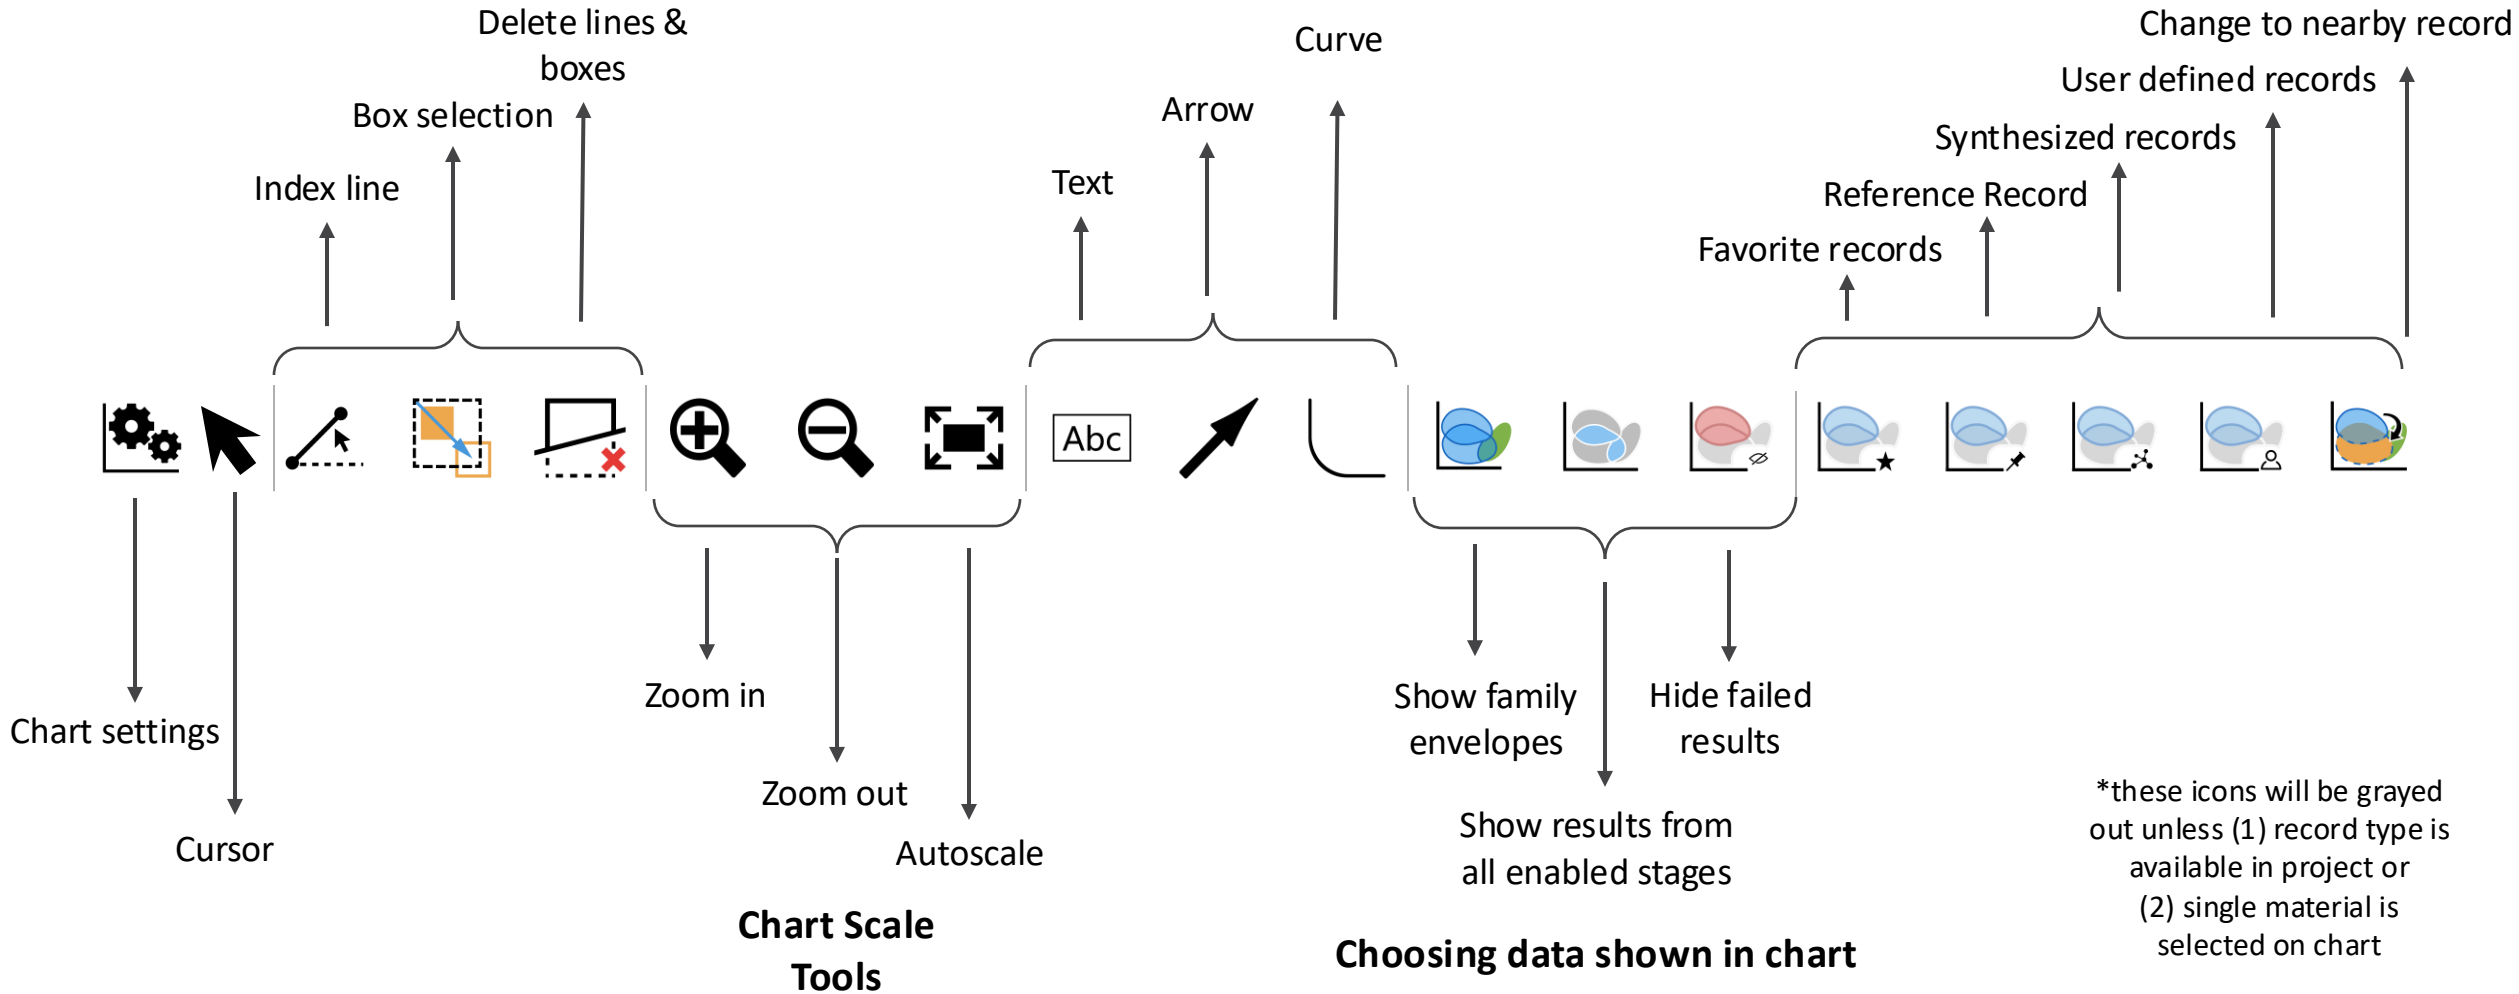 Delete lines &
boxes
Box selection
Index line
Curve
Arrow
Text
Change to nearby record
User defined records
Synthesized records
Reference Record
Favorite records
Abc
Chart settings
Cursor
Zoom in
Zoom out
Autoscale
Chart Scale
Tools
Show family
envelopes
Hide failed
results
Show results from
all enabled stages
Choosing data shown in chart
*these icons will be grayed
out unless (1) record type is
available in project or
(2) single material is
selected on chart